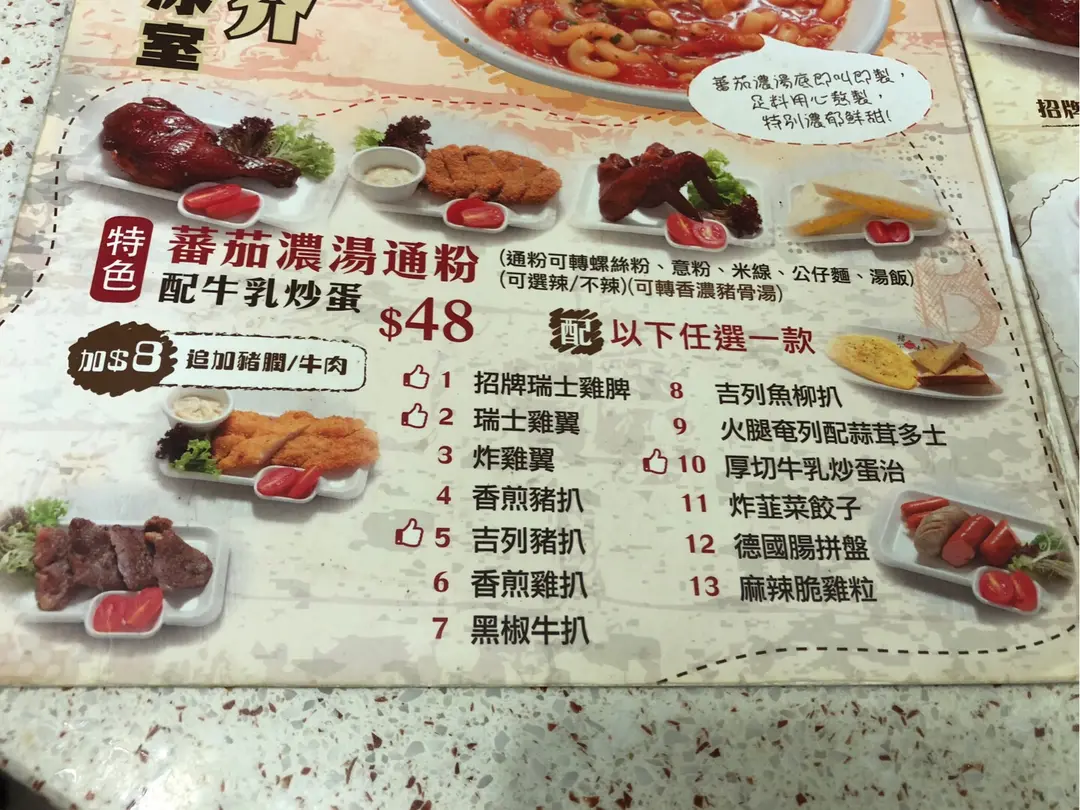 冰室
介
蕃茄濃湯底即叫即製，
足料用心熬製，
特別濃郁鮮甜!
招牌
特色
蕃茄濃湯通粉
(通粉可轉螺絲粉、意粉、米線、公仔麵、湯飯)
(可選辣/不辣)(可轉香濃豬骨湯)
配牛乳炒蛋
$48
加$8 追加豬膶/牛肉
配 以下任選一款
1 招牌瑞士雞脾
2 瑞士雞翼
3 炸雞翼
4 香煎豬扒
5 吉列豬扒
6 香煎雞扒
7 黑椒牛扒
8 吉列魚柳扒
9 火腿奄列配蒜茸多士
10 厚切牛乳炒蛋治
11 炸韮菜餃子
12 德國腸拼盤
13 麻辣脆雞粒